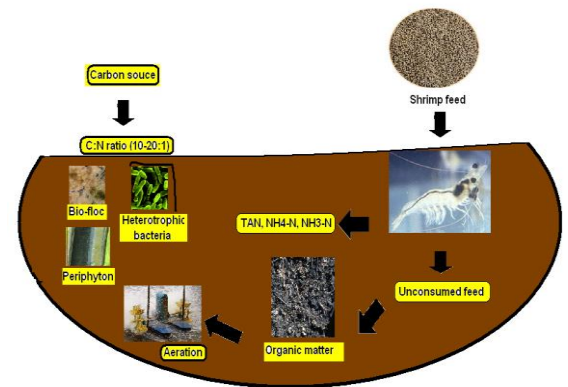 Carbon souce
Shrimp feed
C:N ratio (10-20:1)
Bio-floc
Heterotrophic
bacteria
TAN, NH4-N, NH3-N
Periphyton
Unconsumed feed
Aeration
Organic matter